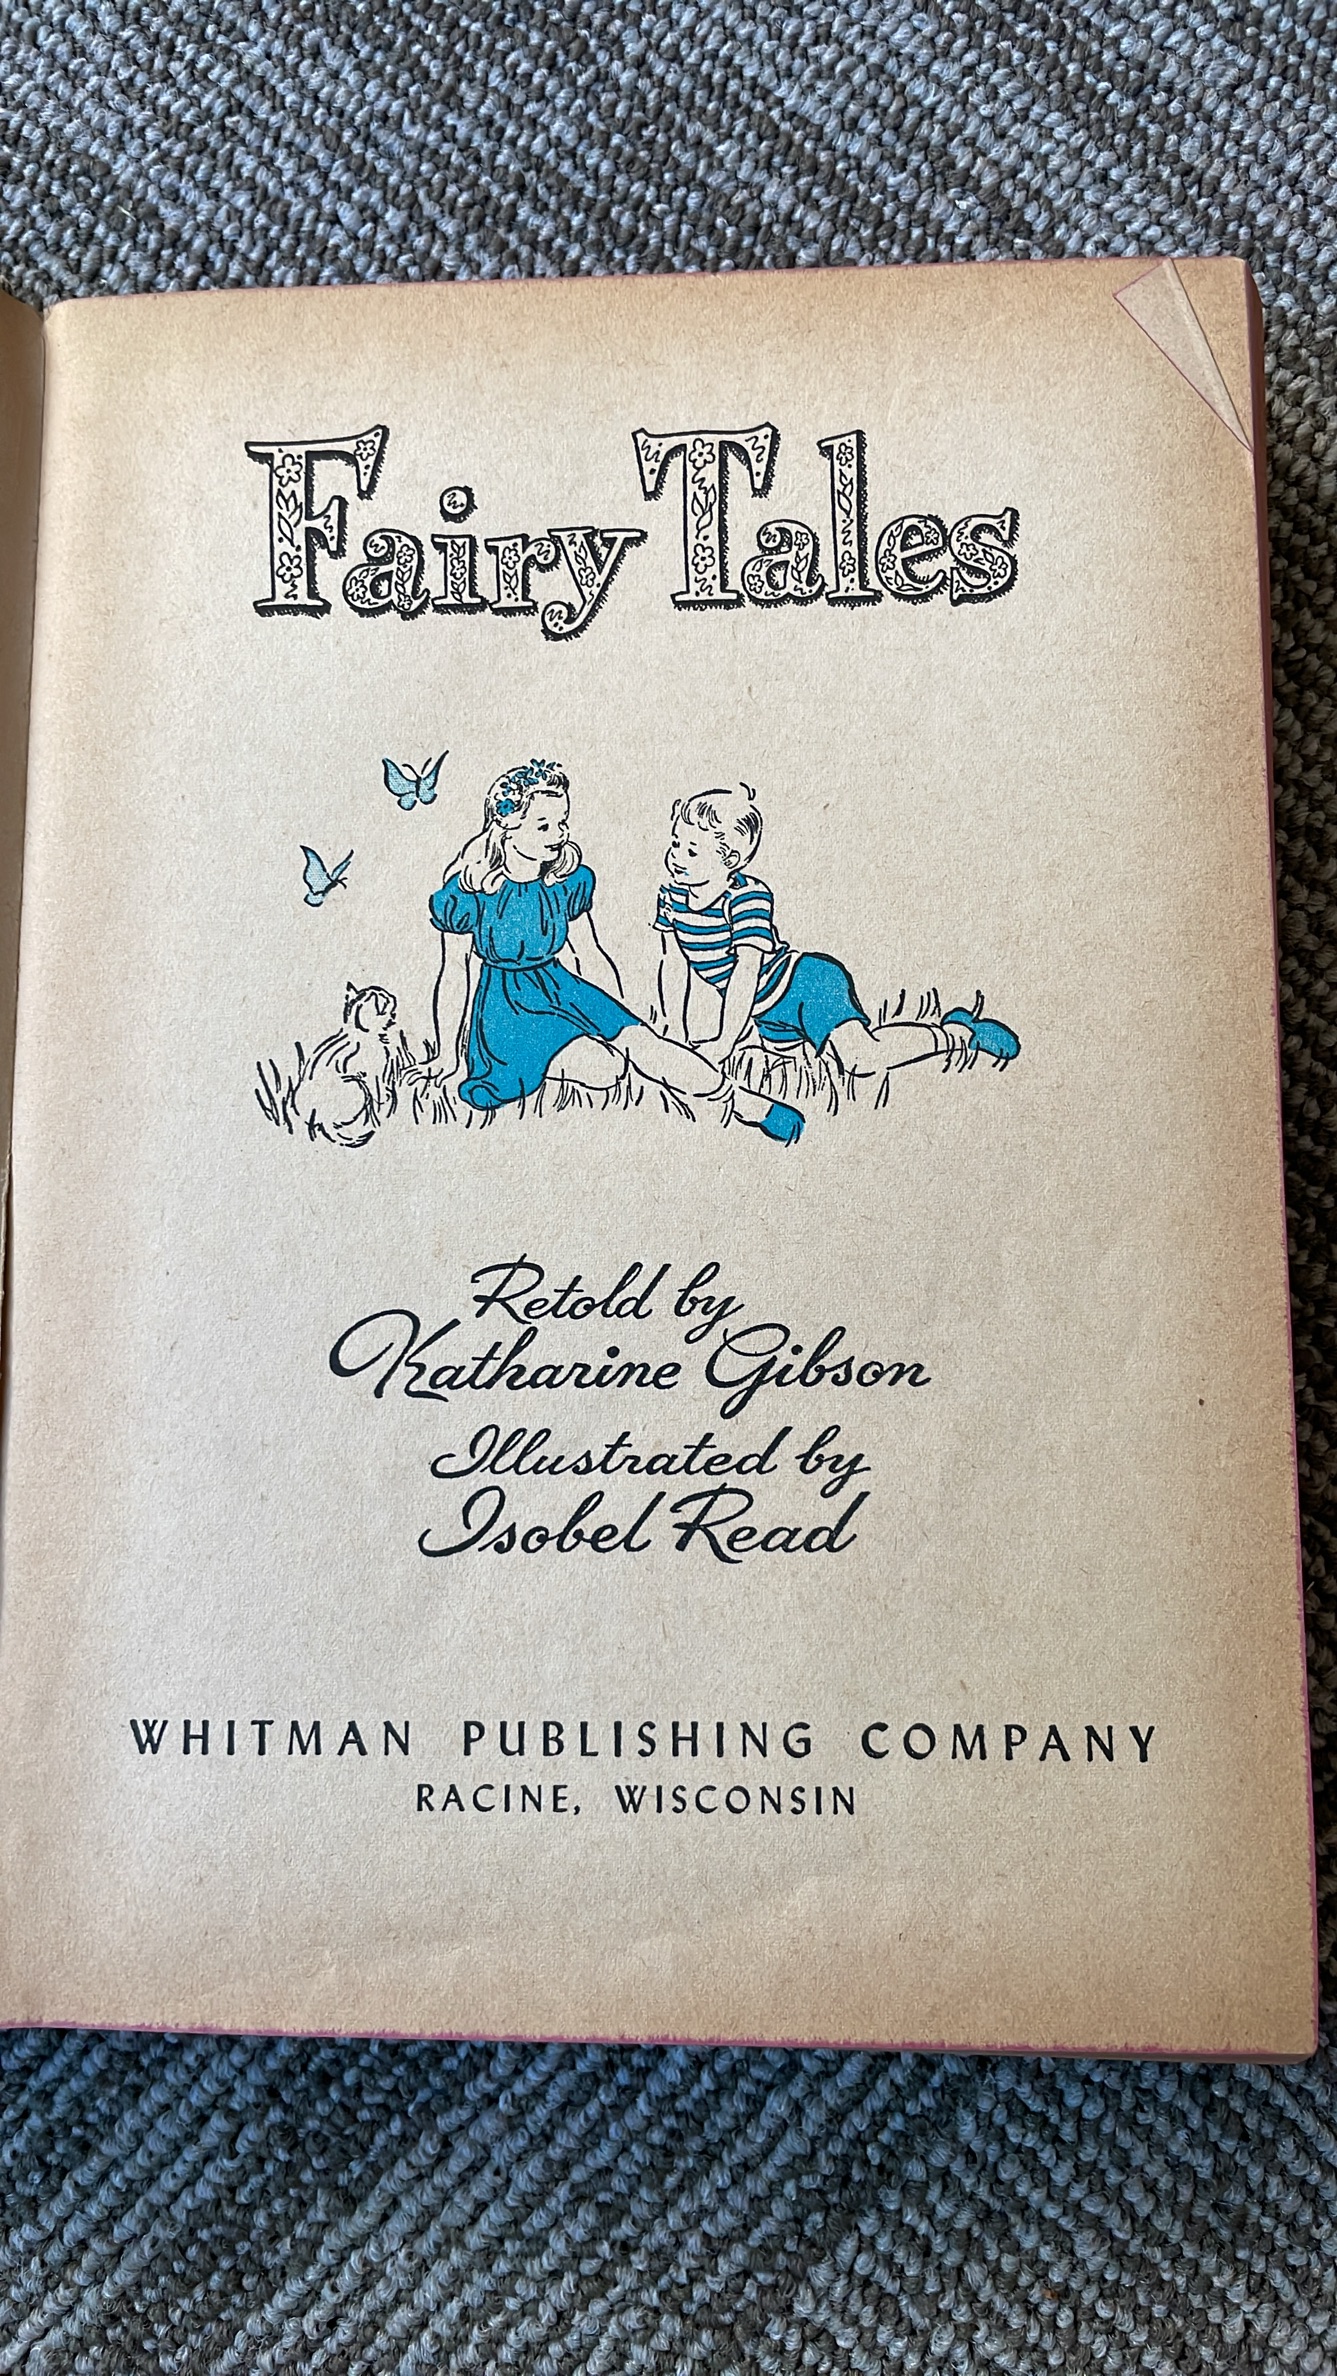 Fairy Tales
Retold by
Katharine Gibson
Illustrated by
Isobel Read
WHITMAN PUBLISHING COMPANY
RACINE, WISCONSIN